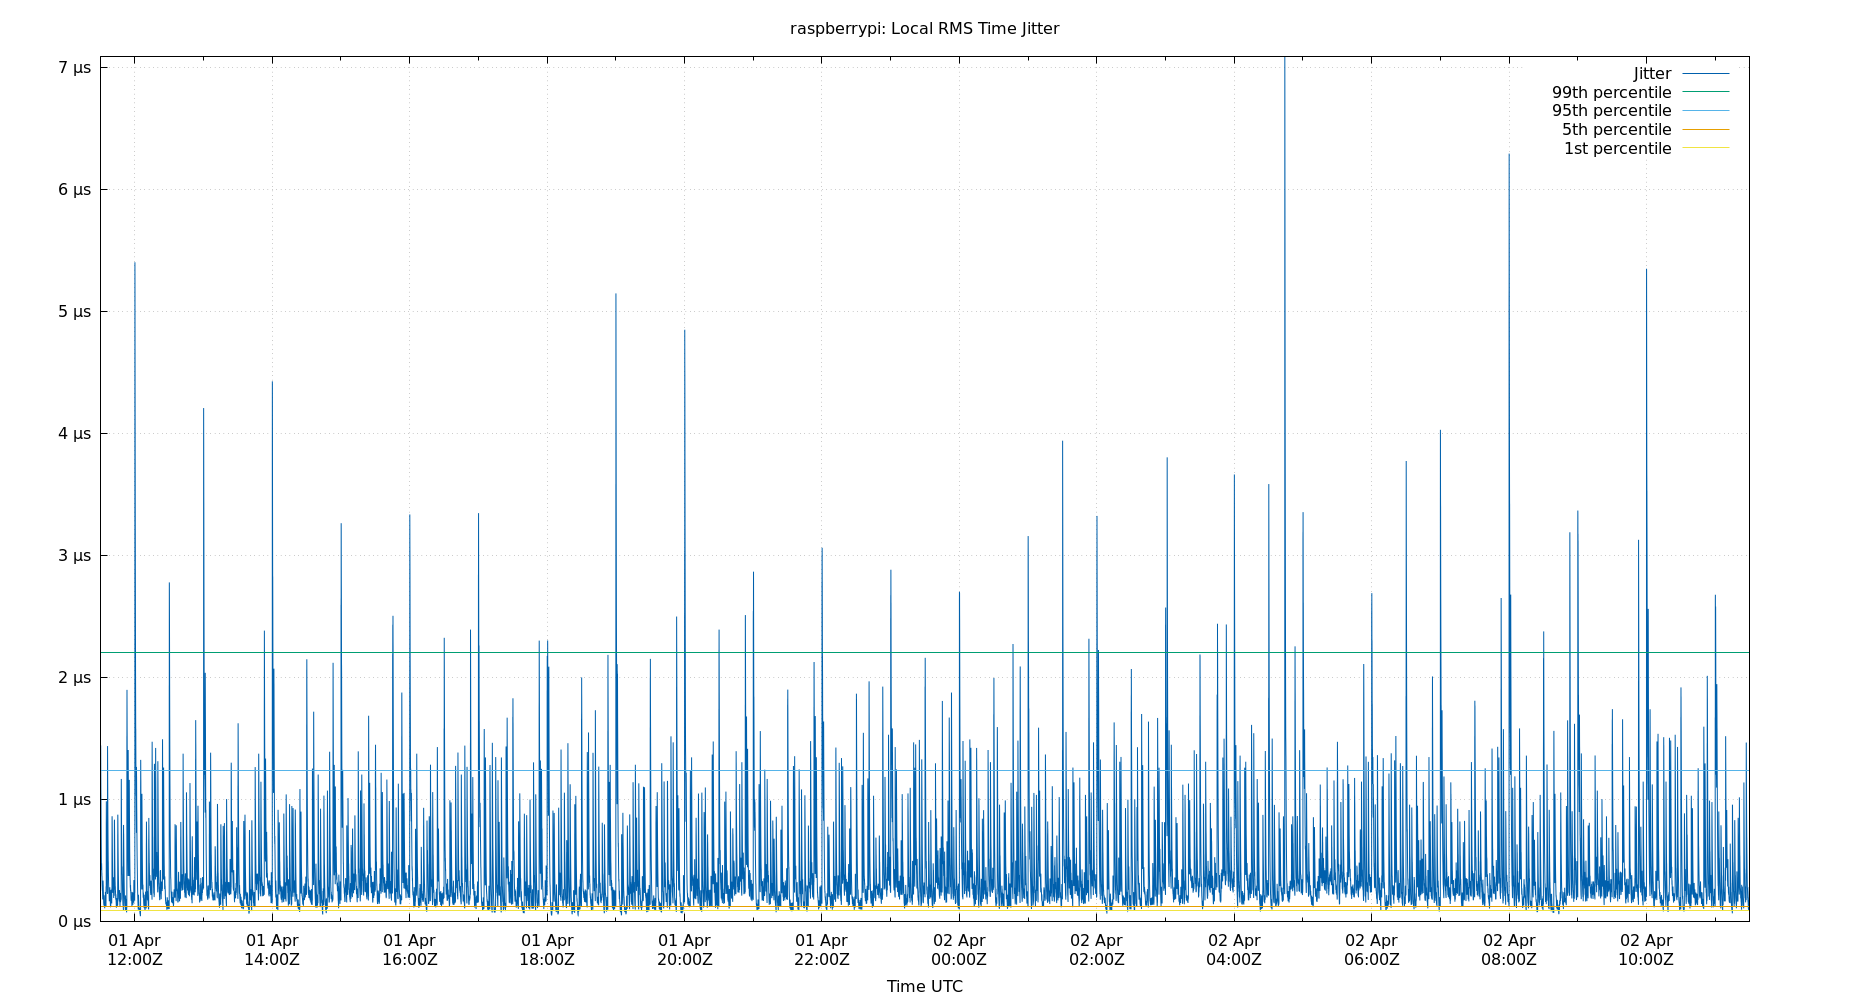 raspberrypi: Local RMS Time Jitter
7 µs
6 µs
5 µs
4 µs
3 µs
2 µs
1 µs
0 µs
Jitter
99th percentile
95th percentile
5th percentile
1st percentile
01 Apr
12:00Z
01 Apr
14:00Z
01 Apr
16:00Z
01 Apr
18:00Z
01 Apr
20:00Z
01 Apr
22:00Z
02 Apr
00:00Z
02 Apr
02:00Z
02 Apr
04:00Z
02 Apr
06:00Z
02 Apr
08:00Z
02 Apr
10:00Z
Time UTC